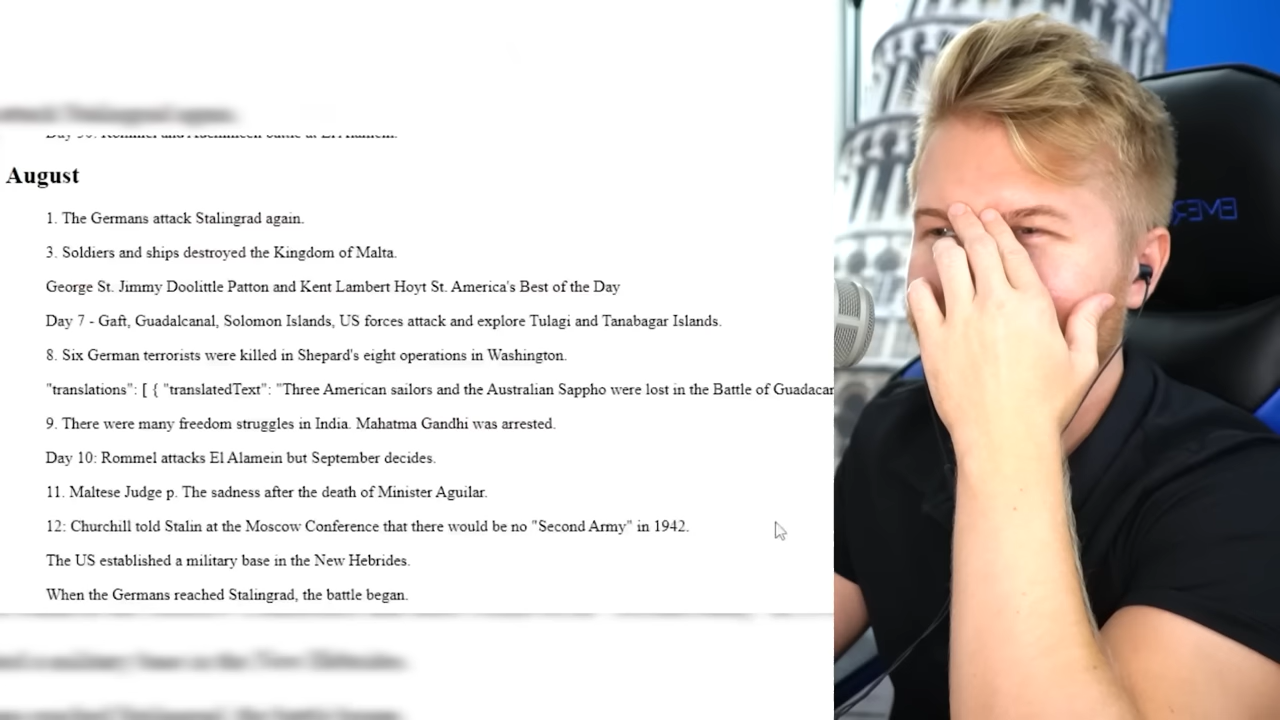 August
1. The Germans attack Stalingrad again.
3. Soldiers and ships destroyed the Kingdom of Malta.
George St. Jimmy Doolittle Patton and Kent Lambert Hoyt St. America's Best of the Day
Day 7 - Gaft, Guadalcanal, Solomon Islands, US forces attack and explore Tulagi and Tanabagar Islands.
8. Six German terrorists were killed in Shepard's eight operations in Washington.
"translations": [ { "translatedText": "Three American sailors and the Australian Sappho were lost in the Battle of Guadacan
9. There were many freedom struggles in India. Mahatma Gandhi was arrested.
Day 10: Rommel attacks El Alamein but September decides.
11. Maltese Judge p. The sadness after the death of Minister Aguilar.
12: Churchill told Stalin at the Moscow Conference that there would be no "Second Army" in 1942.
The US established a military base in the New Hebrides.
When the Germans reached Stalingrad, the battle began.